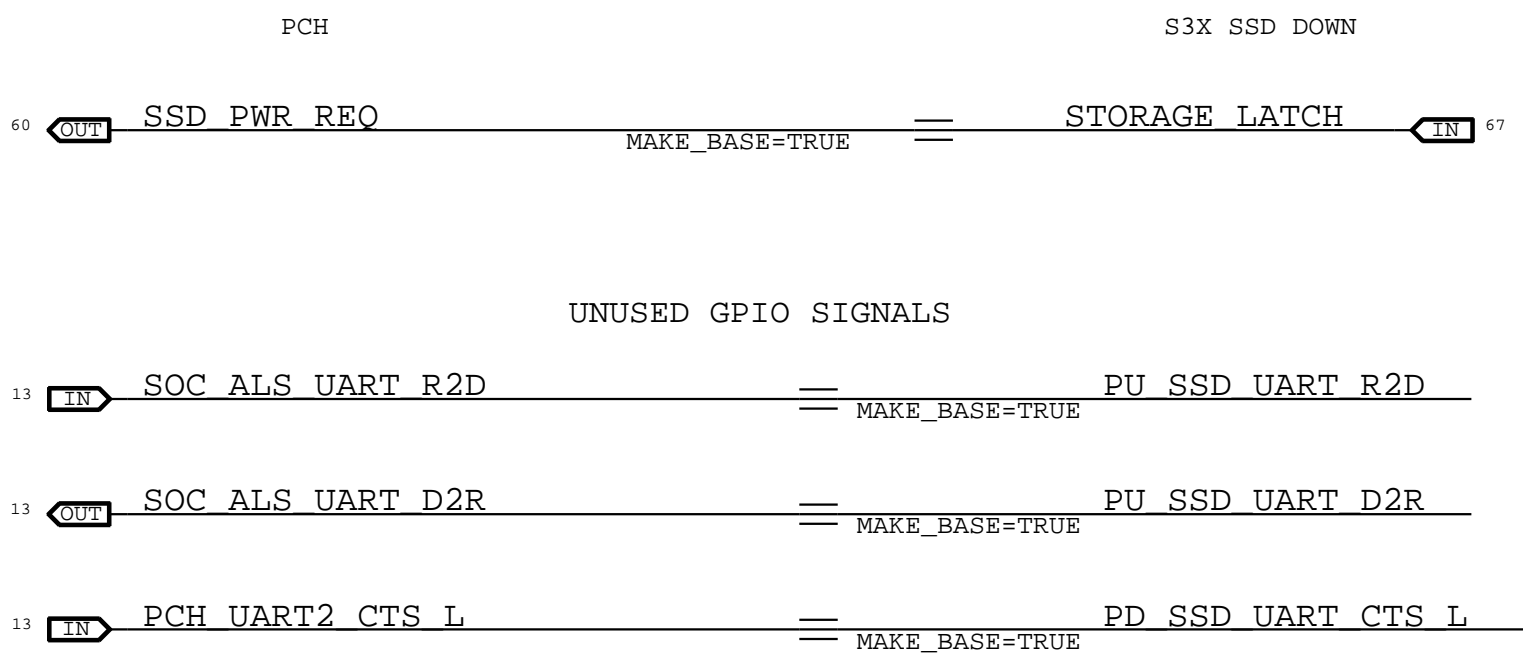 PCH S3X SSD DOWN
60 OUT SSD_PWR_REQ MAKE_BASE=TRUE STORAGE_LATCH IN 67
UNUSED GPIO SIGNALS
13 IN SOC_ALS_UART_R2D MAKE_BASE=TRUE PU_SSD_UART_R2D
13 OUT SOC_ALS_UART_D2R MAKE_BASE=TRUE PU_SSD_UART_D2R
13 IN PCH_UART2_CTS_L MAKE_BASE=TRUE PD_SSD_UART_CTS_L